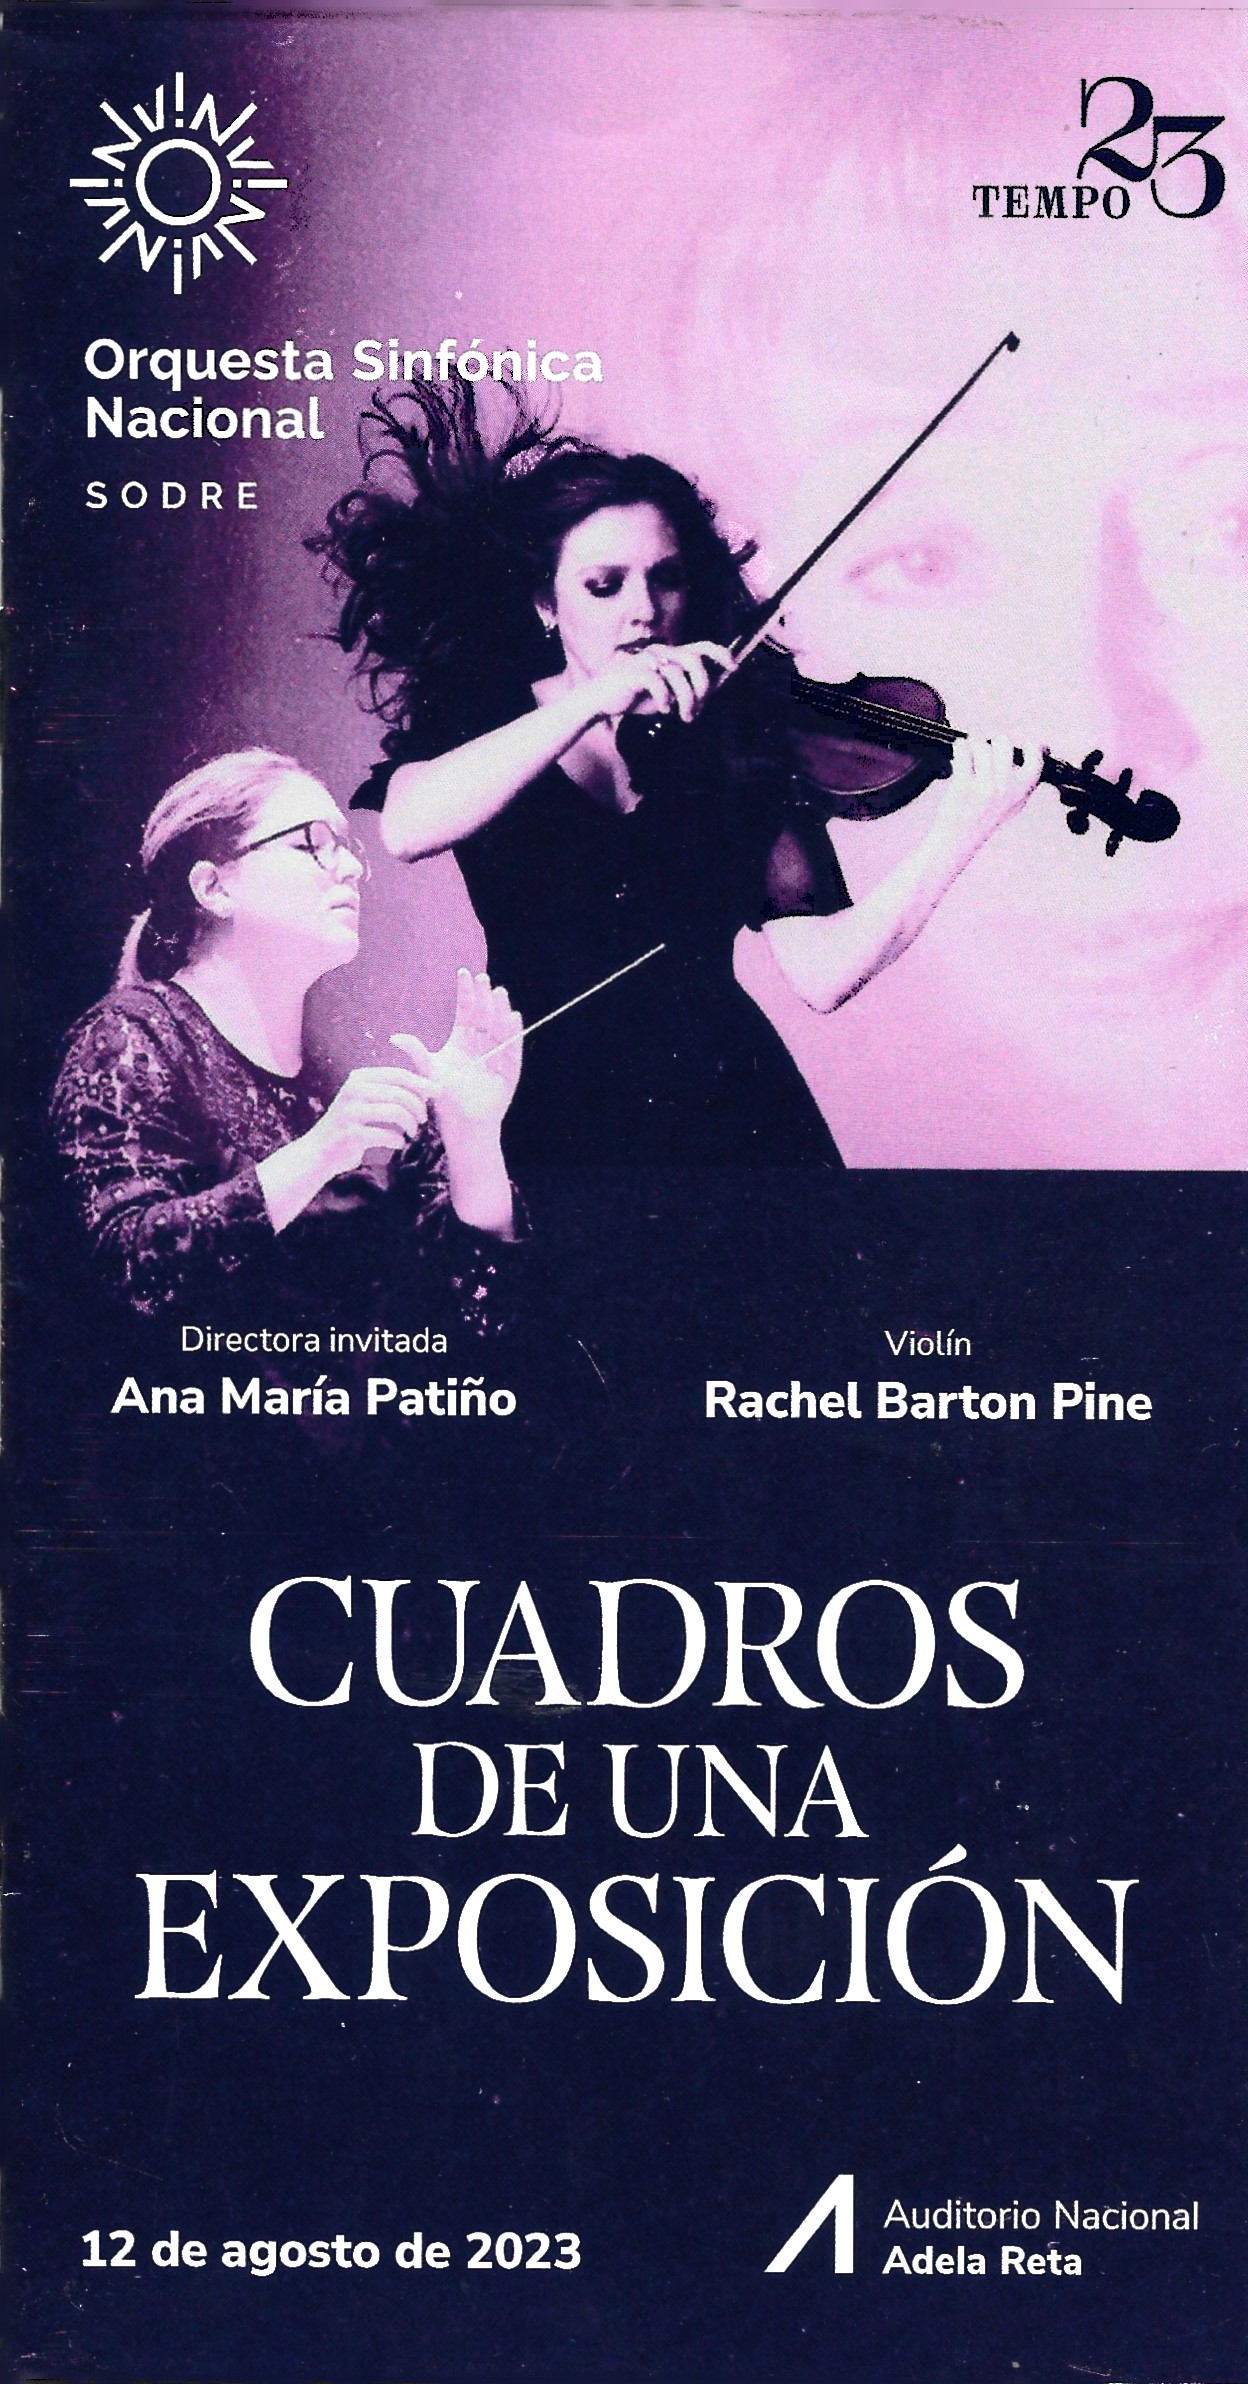 TEMPO 23
Orquesta Sinfónica
Nacional
SODRE
Directora invitada
Ana María Patiño
Violín
Rachel Barton Pine
CUADROS
DE UNA
EXPOSICIÓN
12 de agosto de 2023
Auditorio Nacional
Adela Reta